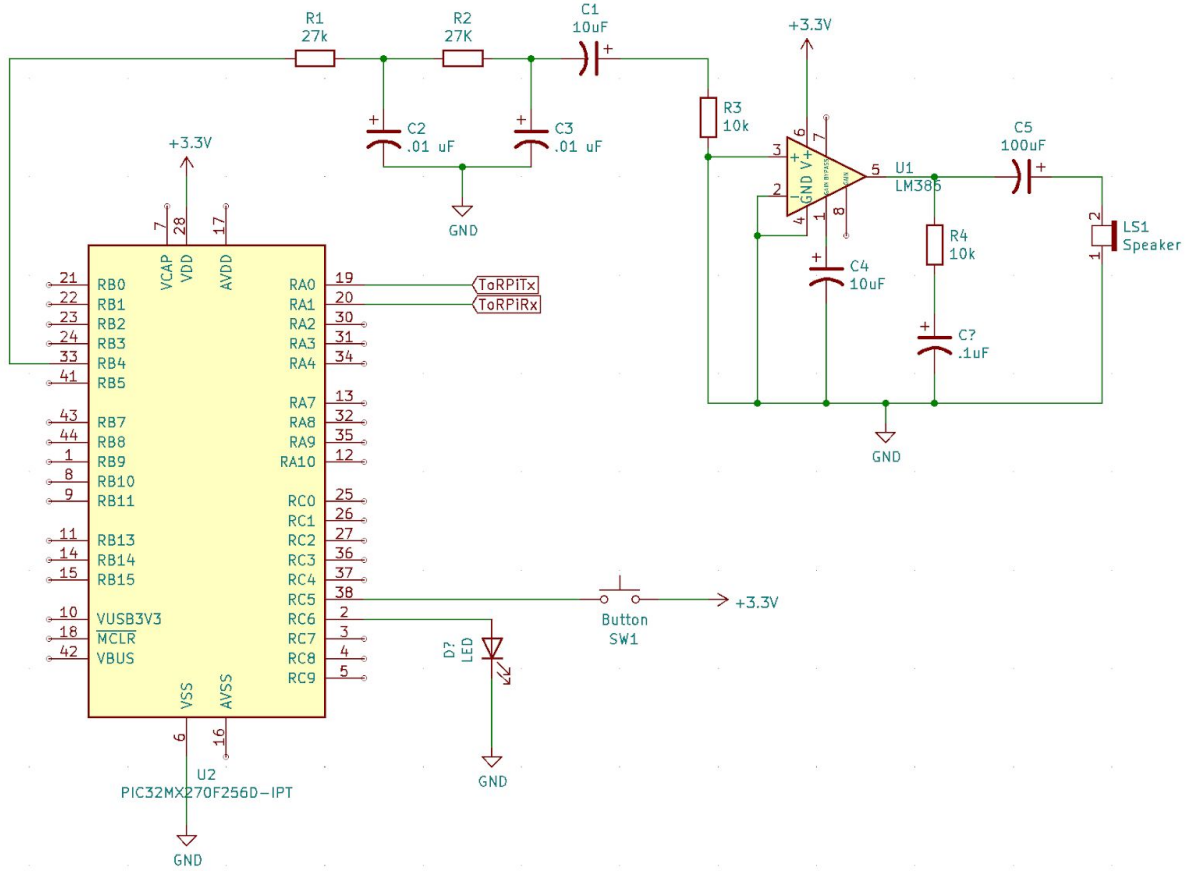 R1
27k
R2
27K
C1
10uF
+
+3.3V
R3
10k
+
C2
.01 uF
+
C3
.01 uF
GND
6
7
3
+
V+
2
-
GND
BYPASS
GAIN
4
1
8
5
U1
LM386
C5
100uF
+
R4
10k
2
1
LS1
Speaker
+
C4
10uF
+
C?
.1uF
GND
+3.3V
7
28
17
VCAP
VDD
AVDD
21 RB0
22 RB1
23 RB2
24 RB3
33 RB4
41 RB5
43 RB7
44 RB8
1 RB9
8 RB10
9 RB11
11 RB13
14 RB14
15 RB15
10 VUSB3V3
18 MCLR
42 VBUS
RA0 19
ToRPiTx
RA1 20
ToRPiRx
RA2 30
RA3 31
RA4 34
RA7 13
RA8 32
RA9 35
RA10 12
RC0 25
RC1 26
RC2 27
RC3 36
RC4 37
RC5 38
RC6 2
RC7 3
RC8 4
RC9 5
Button
SW1
+3.3V
D?
LED
GND
VSS
AVSS
6
16
U2
PIC32MX270F256D-IPT
GND